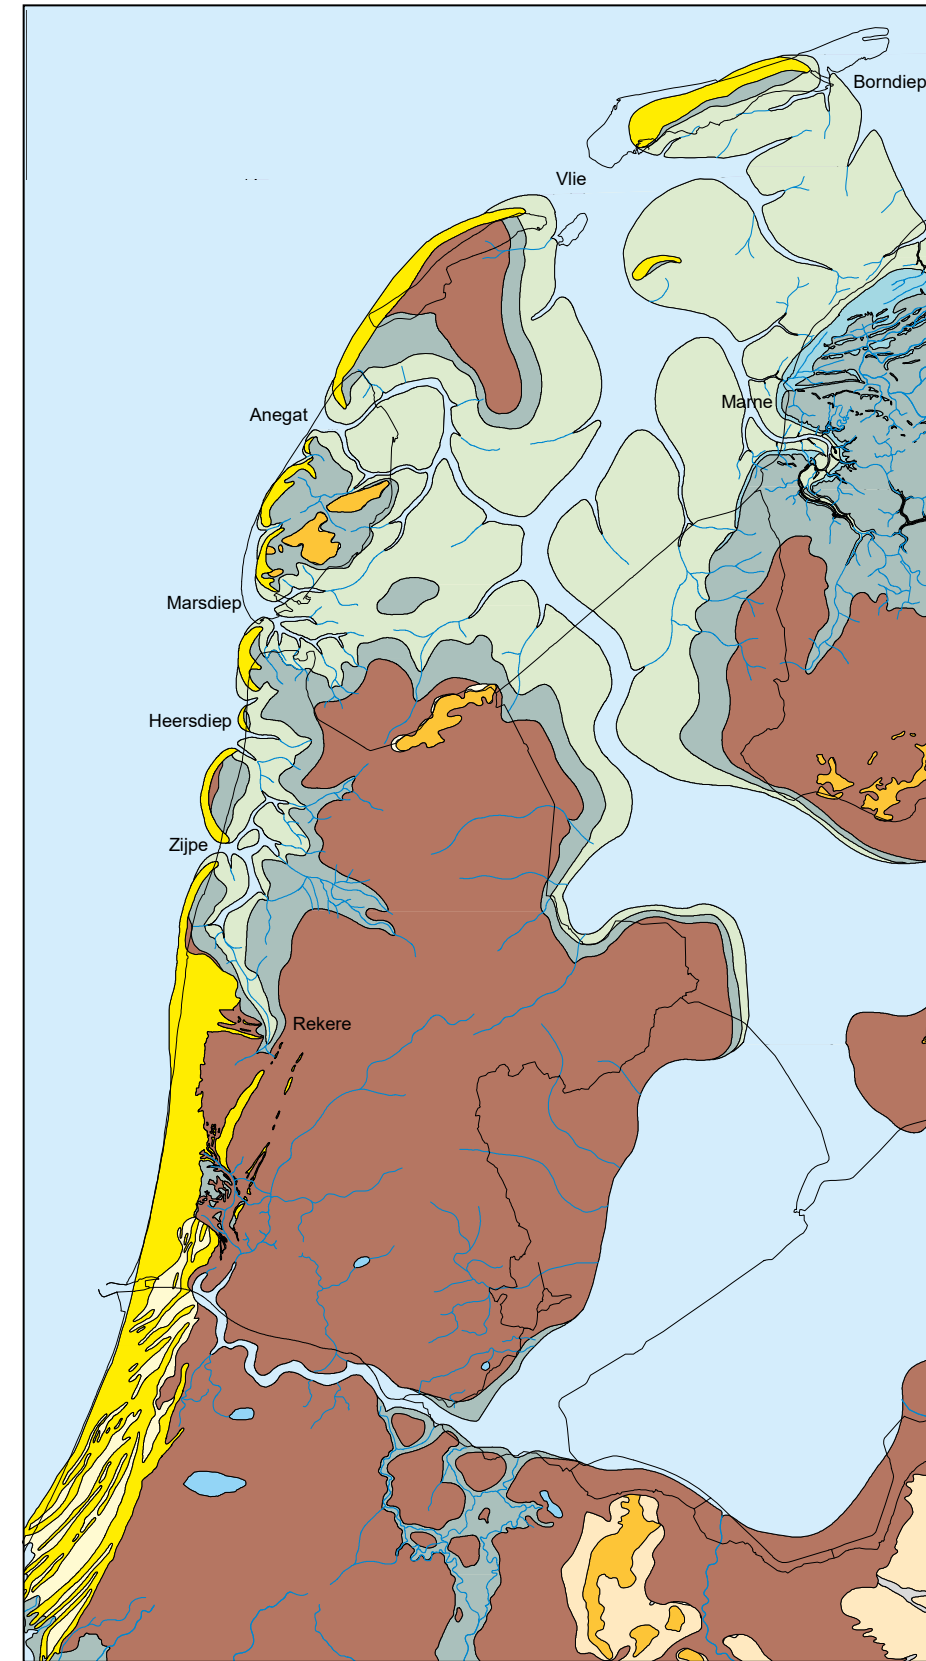 Borndiep
Vlie
Marne
Anegat
Marsdiep
Heersdiep
Zijpe
Rekere